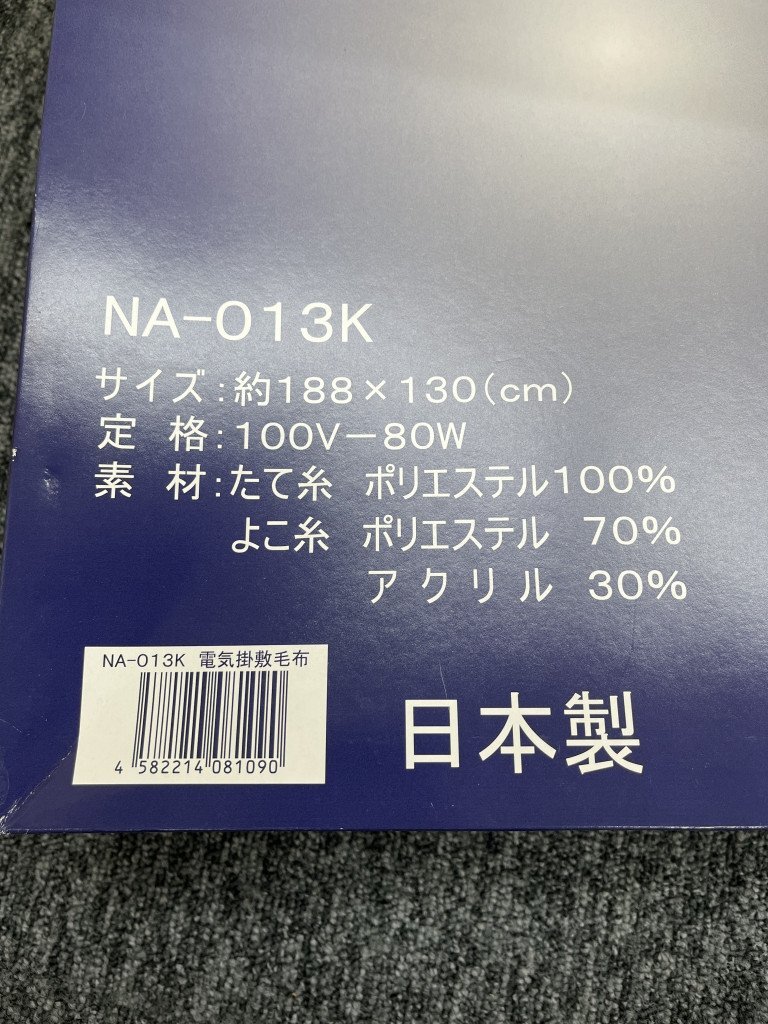 NA-013K
サイズ:約188×130(cm)
定 格:100V-80W
素 材:たて糸 ポリエステル100%
よこ糸 ポリエステル 70%
アクリル 30%
NA-013K 電気掛敷毛布
4 582214 081090
日本製